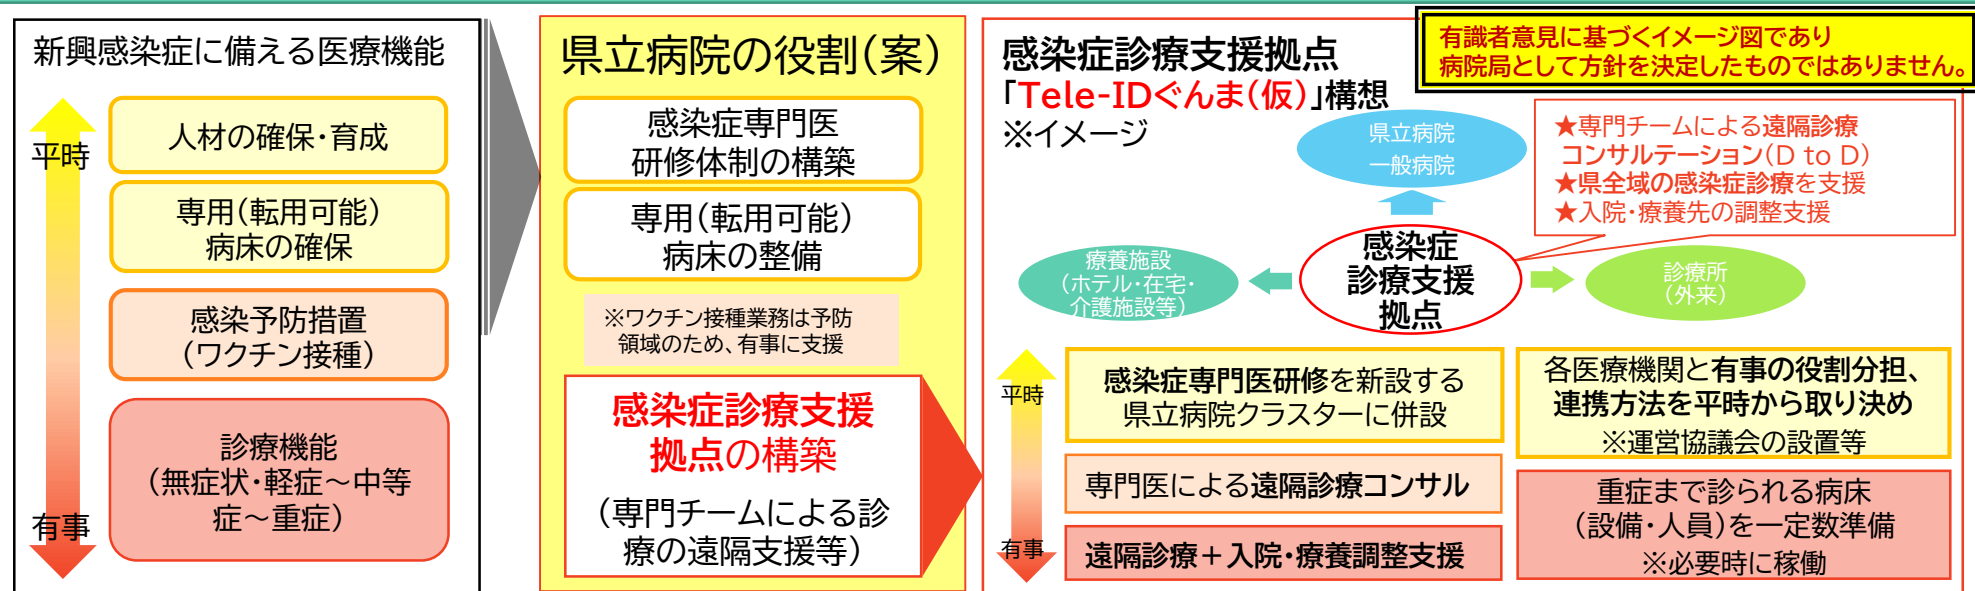 新興感染症に備える医療機能
平時
有事
人材の確保・育成
専用(転用可能)
病床の確保
感染予防措置
(ワクチン接種)
診療機能
(無症状・軽症～中等
症～重症)
県立病院の役割(案)
感染症専門医
研修体制の構築
専用(転用可能)
病床の整備
※ワクチン接種業務は予防
領域のため、有事に支援
感染症診療支援
拠点の構築
(専門チームによる診
療の遠隔支援等)
感染症診療支援拠点
「Tele-IDぐんま(仮)」構想
※イメージ
有識者意見に基づくイメージ図であり
病院局として方針を決定したものではありません。
県立病院
一般病院
★専門チームによる遠隔診療
コンサルテーション(D to D)
★県全域の感染症診療を支援
★入院・療養先の調整支援
療養施設
(ホテル・在宅・
介護施設等)
感染症
診療支援
拠点
診療所
(外来)
平時
有事
感染症専門医研修を新設する
県立病院クラスターに併設
専門医による遠隔診療コンサル
遠隔診療＋入院・療養調整支援
各医療機関と有事の役割分担、
連携方法を平時から取り決め
※運営協議会の設置等
重症まで診られる病床
(設備・人員)を一定数準備
※必要時に稼働